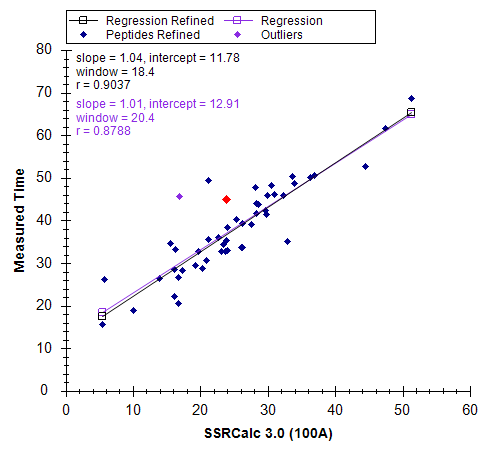 Regression Refined Regression
Peptides Refined Outliers
slope = 1.04, intercept = 11.78
window = 18.4
r = 0.9037
slope = 1.01, intercept = 12.91
window = 20.4
r = 0.8788
Measured Time
80
70
60
50
40
30
20
10
0
0 10 20 30 40 50 60
SSRCalc 3.0 (100A)